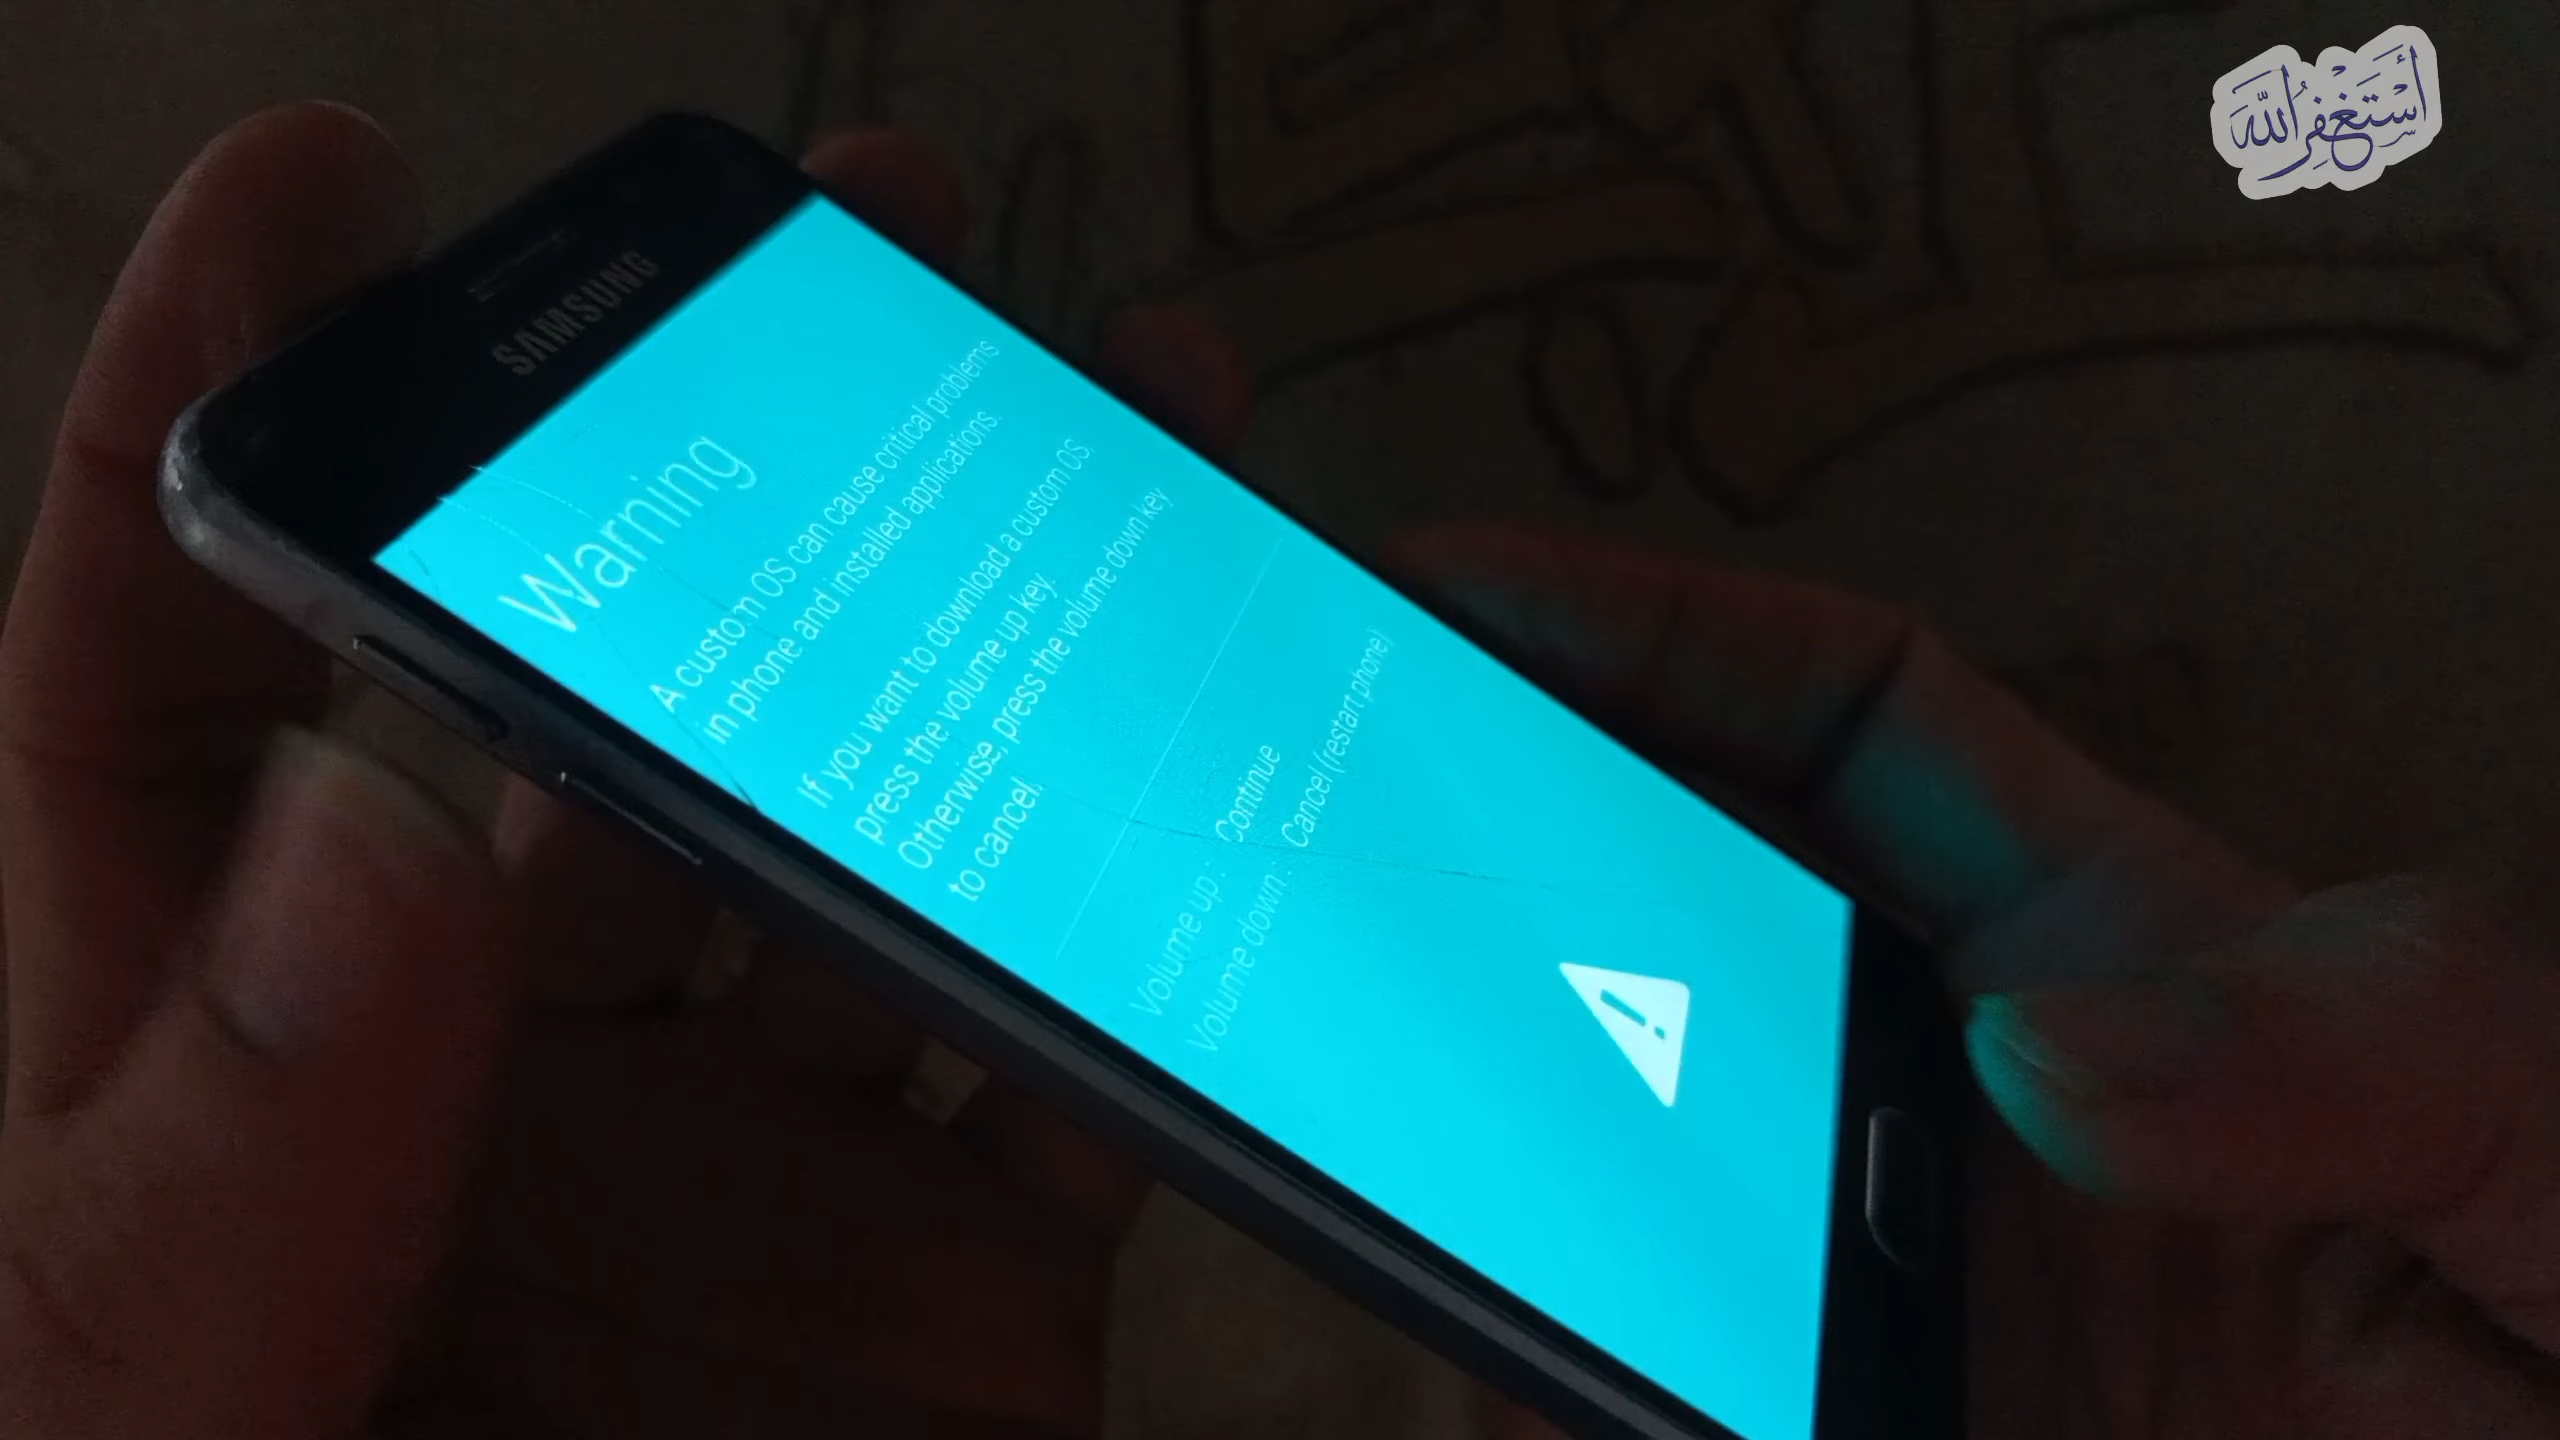 أَسْتَغْفِرُ اللّٰه
SAMSUNG
Warning
A custom OS can cause critical problems
in phone and installed applications.
If you want to download a custom OS,
press the volume up key.
Otherwise, press the volume down key
to cancel.
Volume up : Continue
Volume down : Cancel (restart phone)